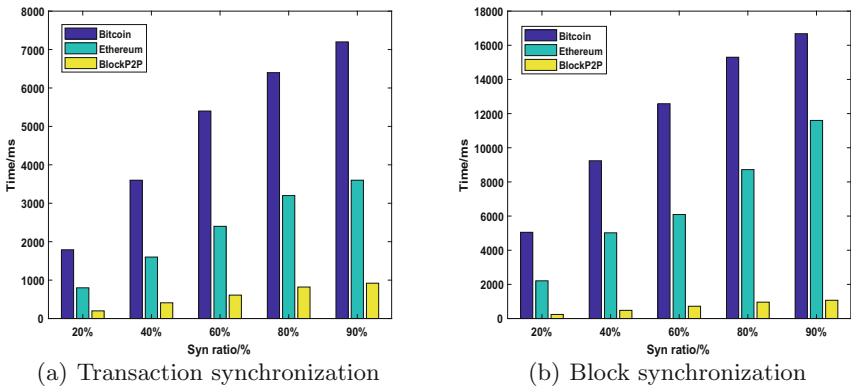 8000
7000
6000
5000
4000
3000
2000
1000
0
Time/ms
Bitcoin
Ethereum
BlockP2P
20% 40% 60% 80% 90%
Syn ratio/%
(a) Transaction synchronization
18000
16000
14000
12000
10000
8000
6000
4000
2000
0
Time/ms
Bitcoin
Ethereum
BlockP2P
20% 40% 60% 80% 90%
Syn ratio/%
(b) Block synchronization